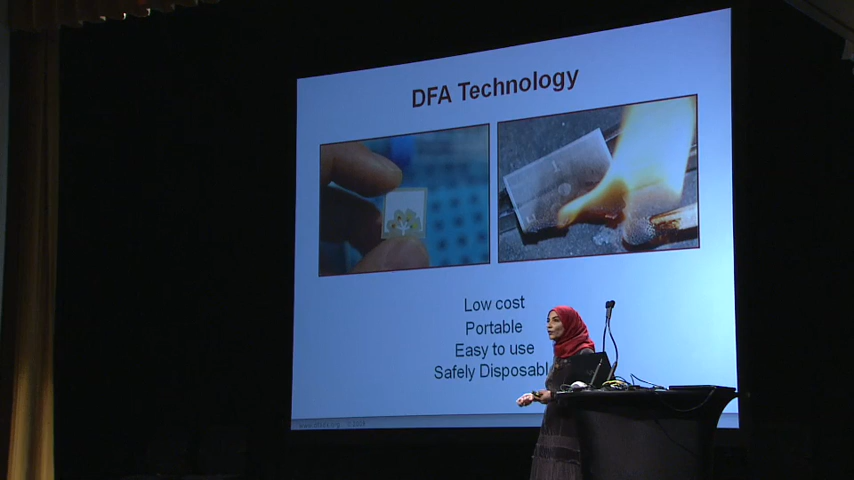 DFA Technology
Low cost
Portable
Easy to use
Safely Disposabl